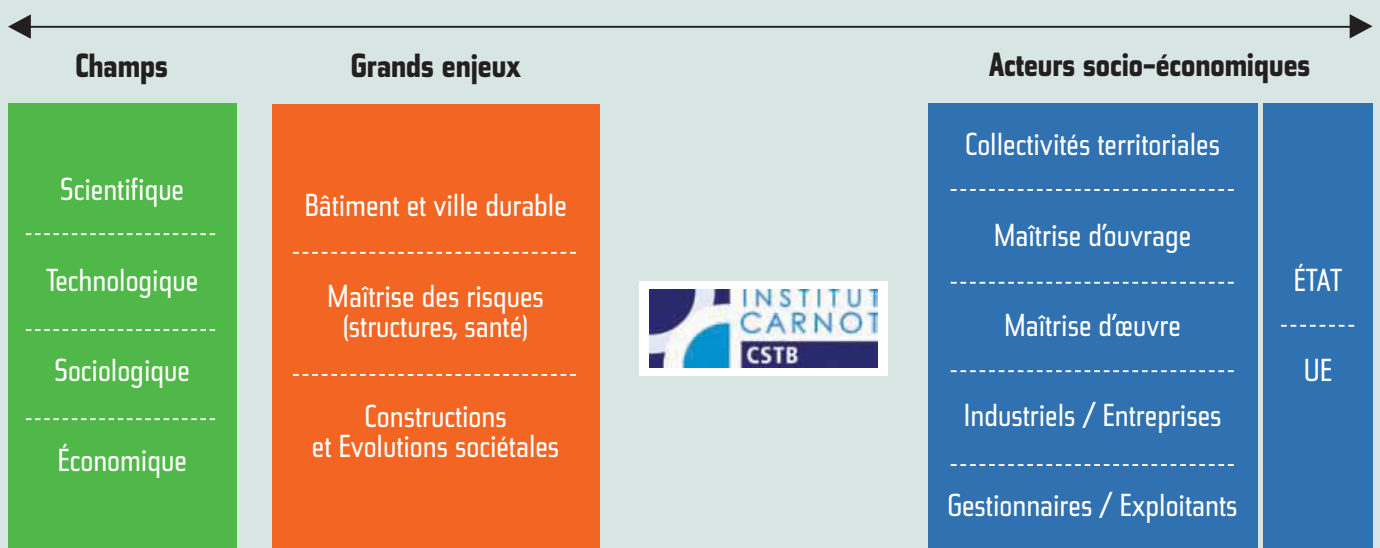 Champs
Grands enjeux
Acteurs socio-économiques
Scientifique
Technologique
Sociologique
Économique
Bâtiment et ville durable
Maîtrise des risques
(structures, santé)
Constructions
et Evolutions sociétales
INSTITUT
CARNOT
CSTB
Collectivités territoriales
Maîtrise d'ouvrage
Maîtrise d'œuvre
Industriels / Entreprises
Gestionnaires / Exploitants
ÉTAT
UE